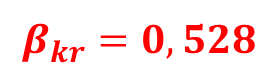 β_kr = 0,528